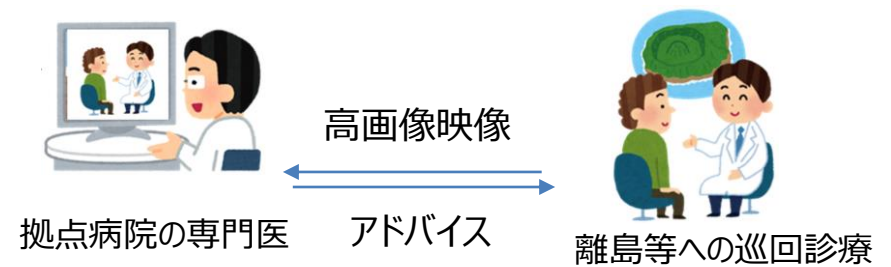 高画像映像
アドバイス
拠点病院の専門医
離島等への巡回診療